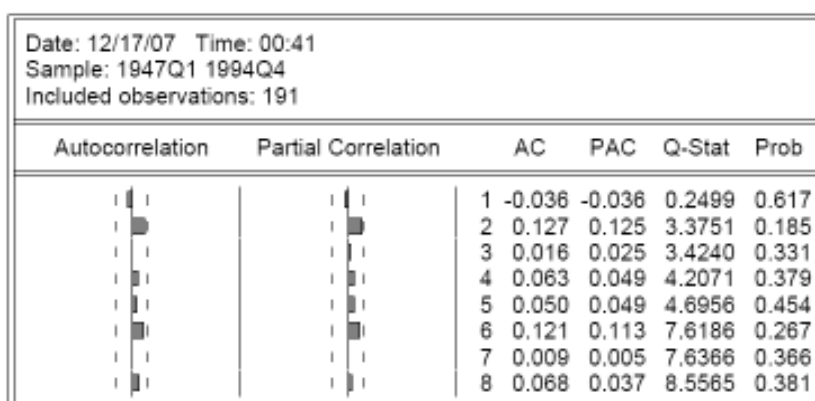 Date: 12/17/07 Time: 00:41
Sample: 1947Q1 1994Q4
Included observations: 191
Autocorrelation Partial Correlation AC PAC Q-Stat Prob
1 -0.036 -0.036 0.2499 0.617
2 0.127 0.125 3.3751 0.185
3 0.016 0.025 3.4240 0.331
4 0.063 0.049 4.2071 0.379
5 0.050 0.049 4.6956 0.454
6 0.121 0.113 7.6186 0.267
7 0.009 0.005 7.6366 0.366
8 0.068 0.037 8.5565 0.381